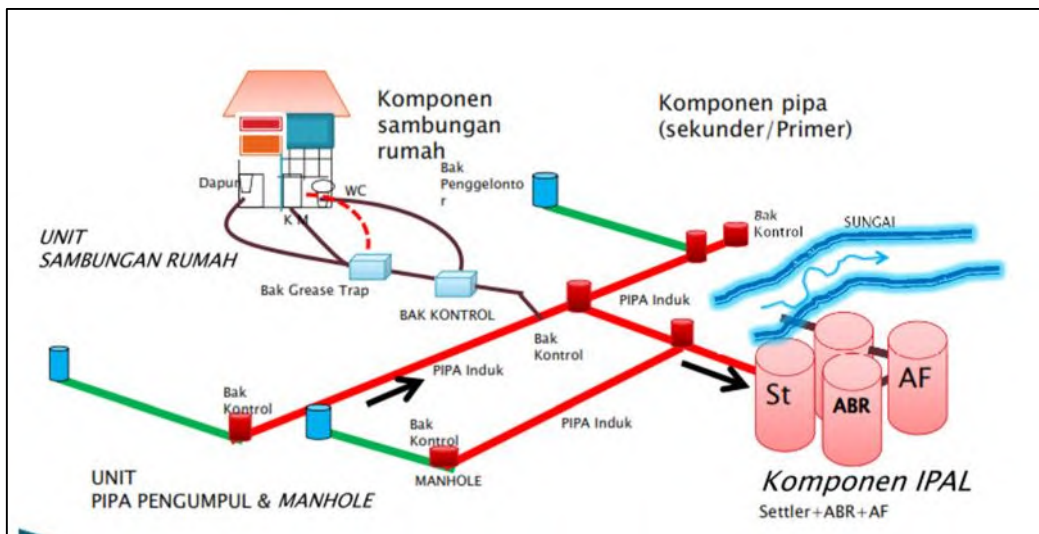 Komponen
sambungan
rumah
Komponen pipa
(sekunder/Primer)
Bak
Penggelonto
r
Dapur
WC
K M
Bak
Kontrol
SUNGAI
UNIT
SAMBUNGAN RUMAH
Bak Grease Trap
BAK KONTROL
PIPA Induk
Bak
Kontrol
PIPA Induk
St
ABR
AF
Bak
Kontrol
Bak
Kontrol
PIPA Induk
MANHOLE
UNIT
PIPA PENGUMPUL & MANHOLE
Komponen IPAL
Settler+ABR+AF